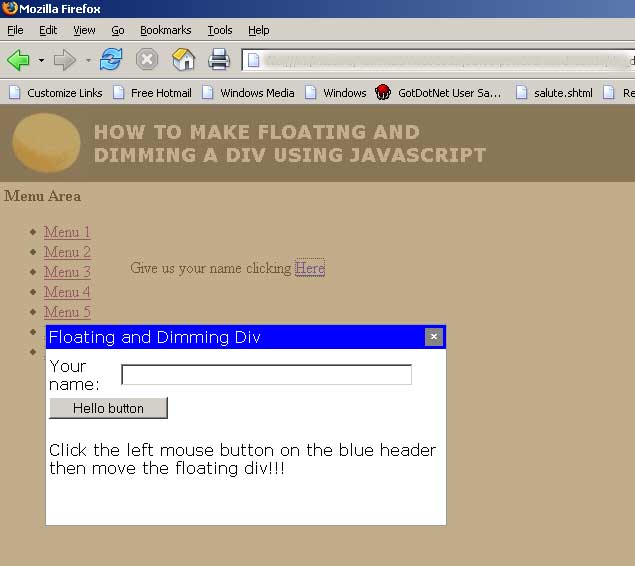 Mozilla Firefox
File Edit View Go Bookmarks Tools Help
Customize Links Free Hotmail Windows Media Windows GotDotNet User Sa... salute.shtml Re
HOW TO MAKE FLOATING AND
DIMMING A DIV USING JAVASCRIPT
Menu Area
Menu 1
Menu 2
Menu 3
Menu 4
Menu 5
Give us your name clicking Here
Floating and Dimming Div
Your
name:
Hello button
Click the left mouse button on the blue header
then move the floating div!!!